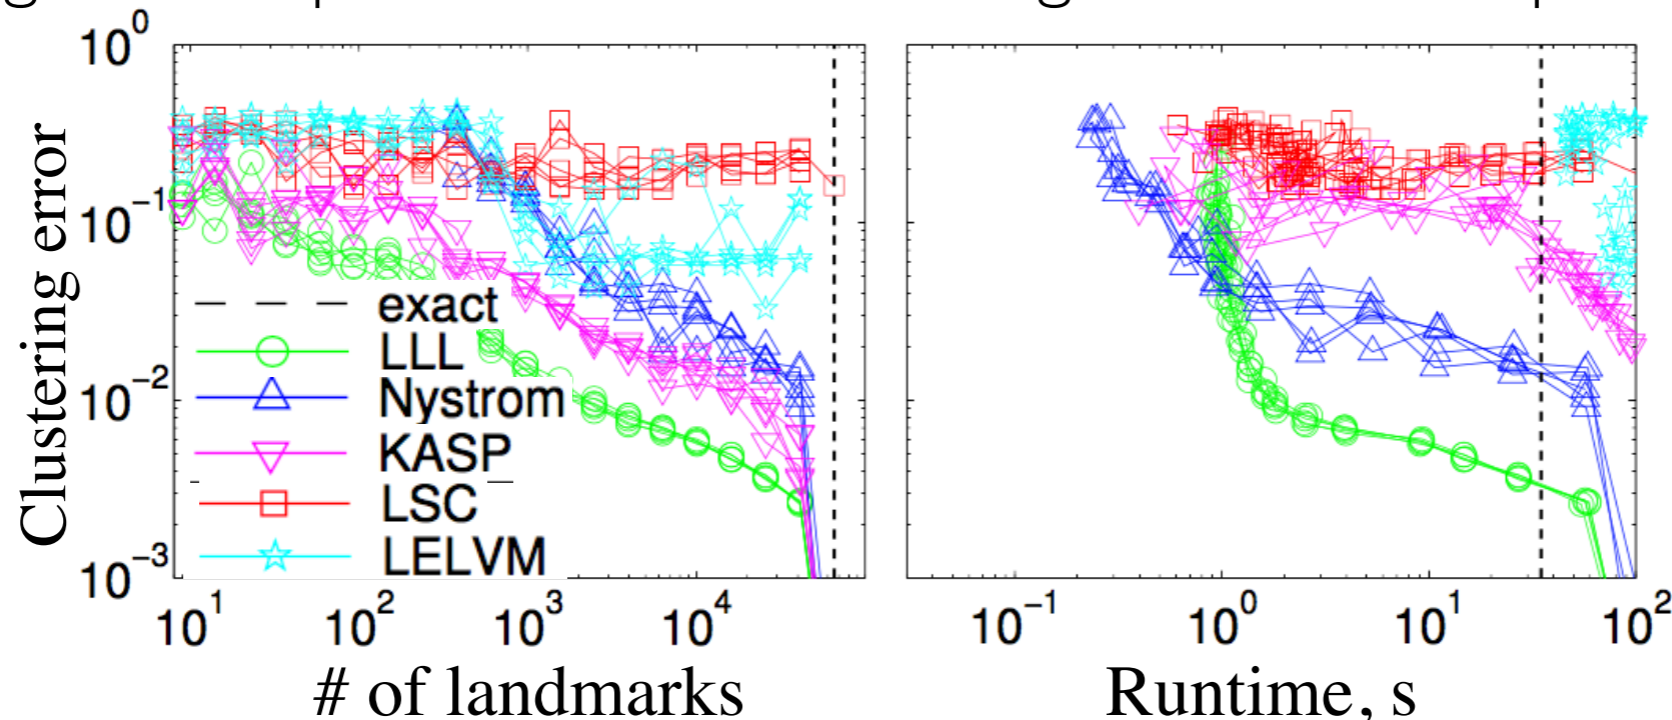 10^0
10^-1
10^-2
10^-3
Clustering error
exact
LLL
Nystrom
KASP
LSC
LELVM
10^1 10^2 10^3 10^4
# of landmarks
10^-1 10^0 10^1 10^2
Runtime, s